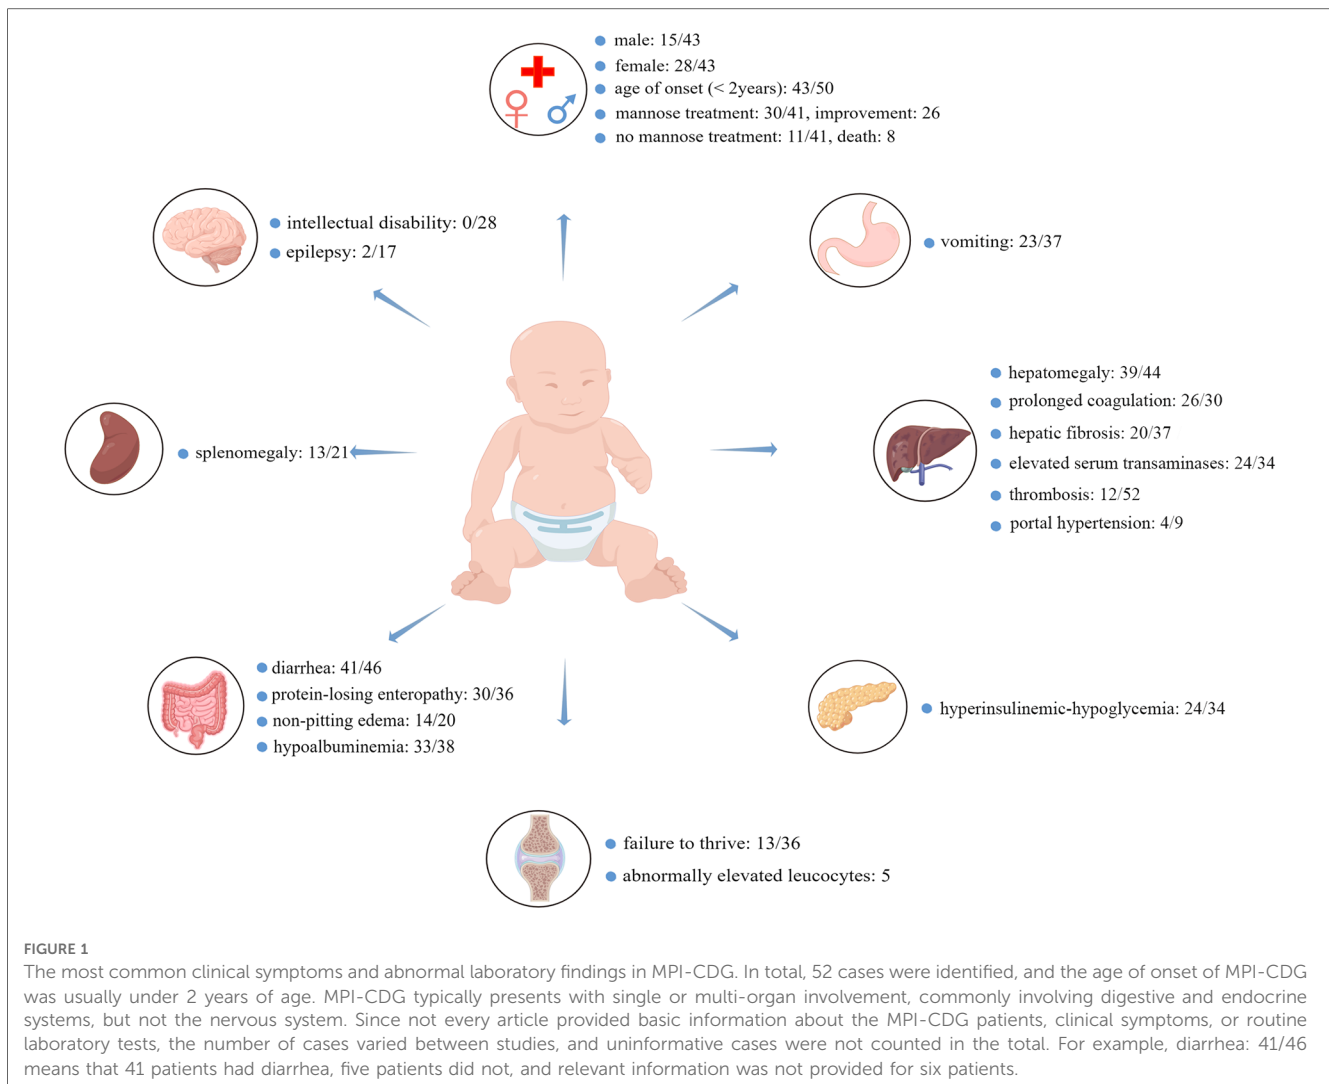 male: 15/43
female: 28/43
age of onset (< 2years): 43/50
mannose treatment: 30/41, improvement: 26
no mannose treatment: 11/41, death: 8
intellectual disability: 0/28
epilepsy: 2/17
vomiting: 23/37
hepatomegaly: 39/44
prolonged coagulation: 26/30
hepatic fibrosis: 20/37
elevated serum transaminases: 24/34
thrombosis: 12/52
portal hypertension: 4/9
splenomegaly: 13/21
diarrhea: 41/46
protein-losing enteropathy: 30/36
non-pitting edema: 14/20
hypoalbuminemia: 33/38
hyperinsulinemic-hypoglycemia: 24/34
failure to thrive: 13/36
abnormally elevated leucocytes: 5
FIGURE 1
The most common clinical symptoms and abnormal laboratory findings in MPI-CDG. In total, 52 cases were identified, and the age of onset of MPI-CDG
was usually under 2 years of age. MPI-CDG typically presents with single or multi-organ involvement, commonly involving digestive and endocrine
systems, but not the nervous system. Since not every article provided basic information about the MPI-CDG patients, clinical symptoms, or routine
laboratory tests, the number of cases varied between studies, and uninformative cases were not counted in the total. For example, diarrhea: 41/46
means that 41 patients had diarrhea, five patients did not, and relevant information was not provided for six patients.